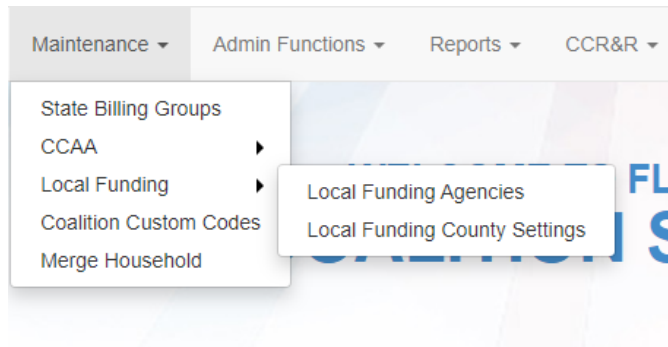 Maintenance Admin Functions Reports CCR&R
State Billing Groups
CCAA
Local Funding
Local Funding Agencies
Coalition Custom Codes
Local Funding County Settings
Merge Household